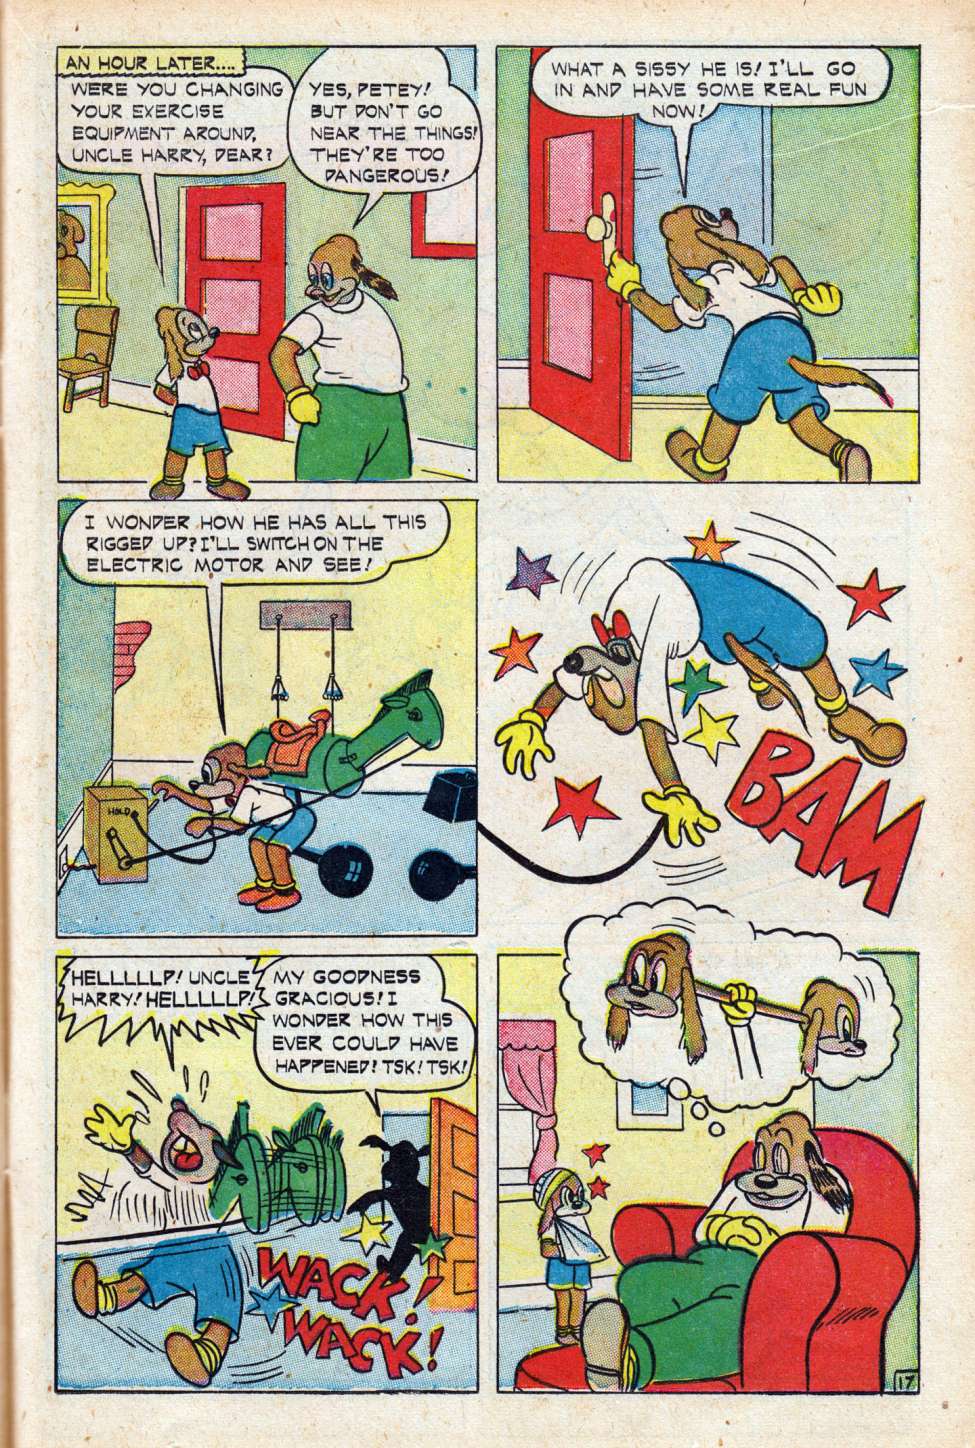 AN HOUR LATER....
WERE YOU CHANGING
YOUR EXERCISE
EQUIPMENT AROUND,
UNCLE HARRY, DEAR?
YES, PETEY!
BUT DON'T GO
NEAR THE THINGS!
THEY'RE TOO
DANGEROUS!
WHAT A SISSY HE IS! I'LL GO
IN AND HAVE SOME REAL FUN
NOW!
I WONDER HOW HE HAS ALL THIS
RIGGED UP? I'LL SWITCH ON THE
ELECTRIC MOTOR AND SEE!
HOLD
BAM
HELLLLLP! UNCLE
HARRY! HELLLLLP!
MY GOODNESS
GRACIOUS! I
WONDER HOW THIS
EVER COULD HAVE
HAPPENED! TSK! TSK!
WACK!
WACK!
17